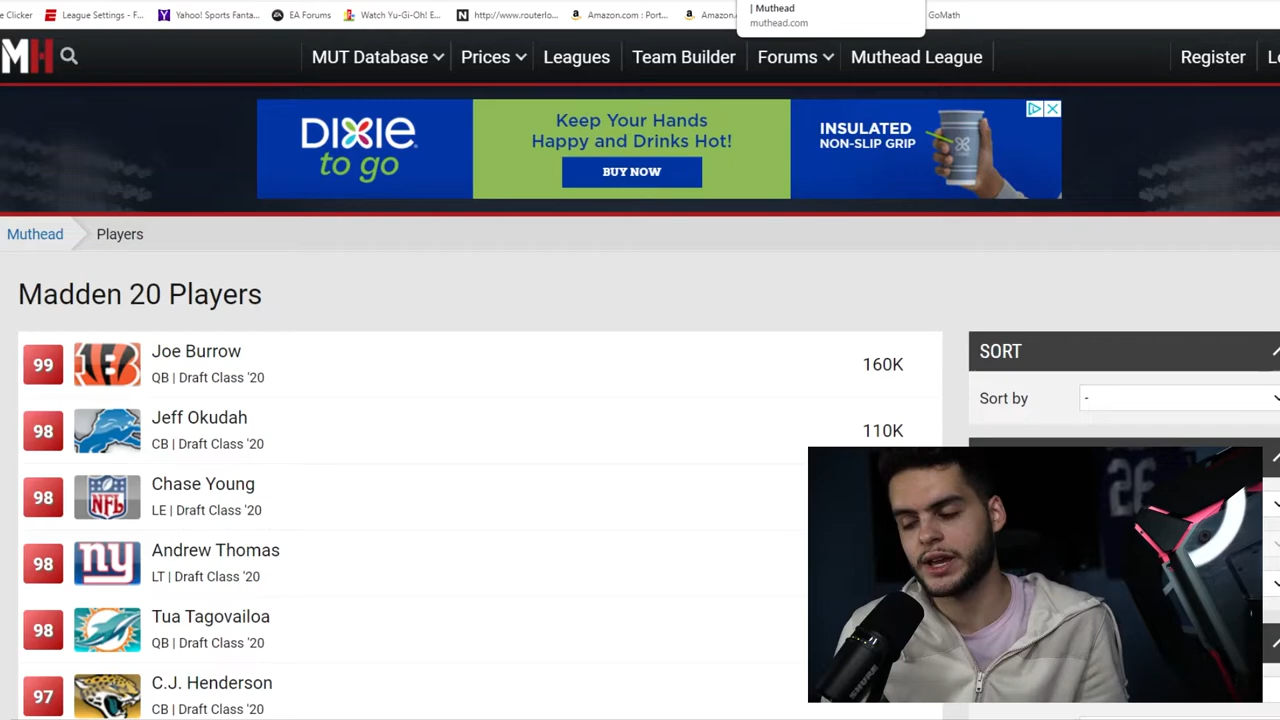 e Clicker
League Settings - F...
Yahoo! Sports Fanta...
EA Forums
Watch Yu-Gi-Oh! E...
http://www.routerlo...
Amazon.com : Port...
Amazon
| Muthead
muthead.com
GoMath
MH
MUT Database
Prices
Leagues
Team Builder
Forums
Muthead League
Register
DIXIE
to go
Keep Your Hands
Happy and Drinks Hot!
BUY NOW
INSULATED
NON-SLIP GRIP
Muthead
Players
Madden 20 Players
99
Joe Burrow
QB | Draft Class '20
160K
98
Jeff Okudah
CB | Draft Class '20
110K
98
NFL
Chase Young
LE | Draft Class '20
98
ny
Andrew Thomas
LT | Draft Class '20
98
Tua Tagovailoa
QB | Draft Class '20
97
C.J. Henderson
CB | Draft Class '20
SORT
Sort by
-
26
SHURE